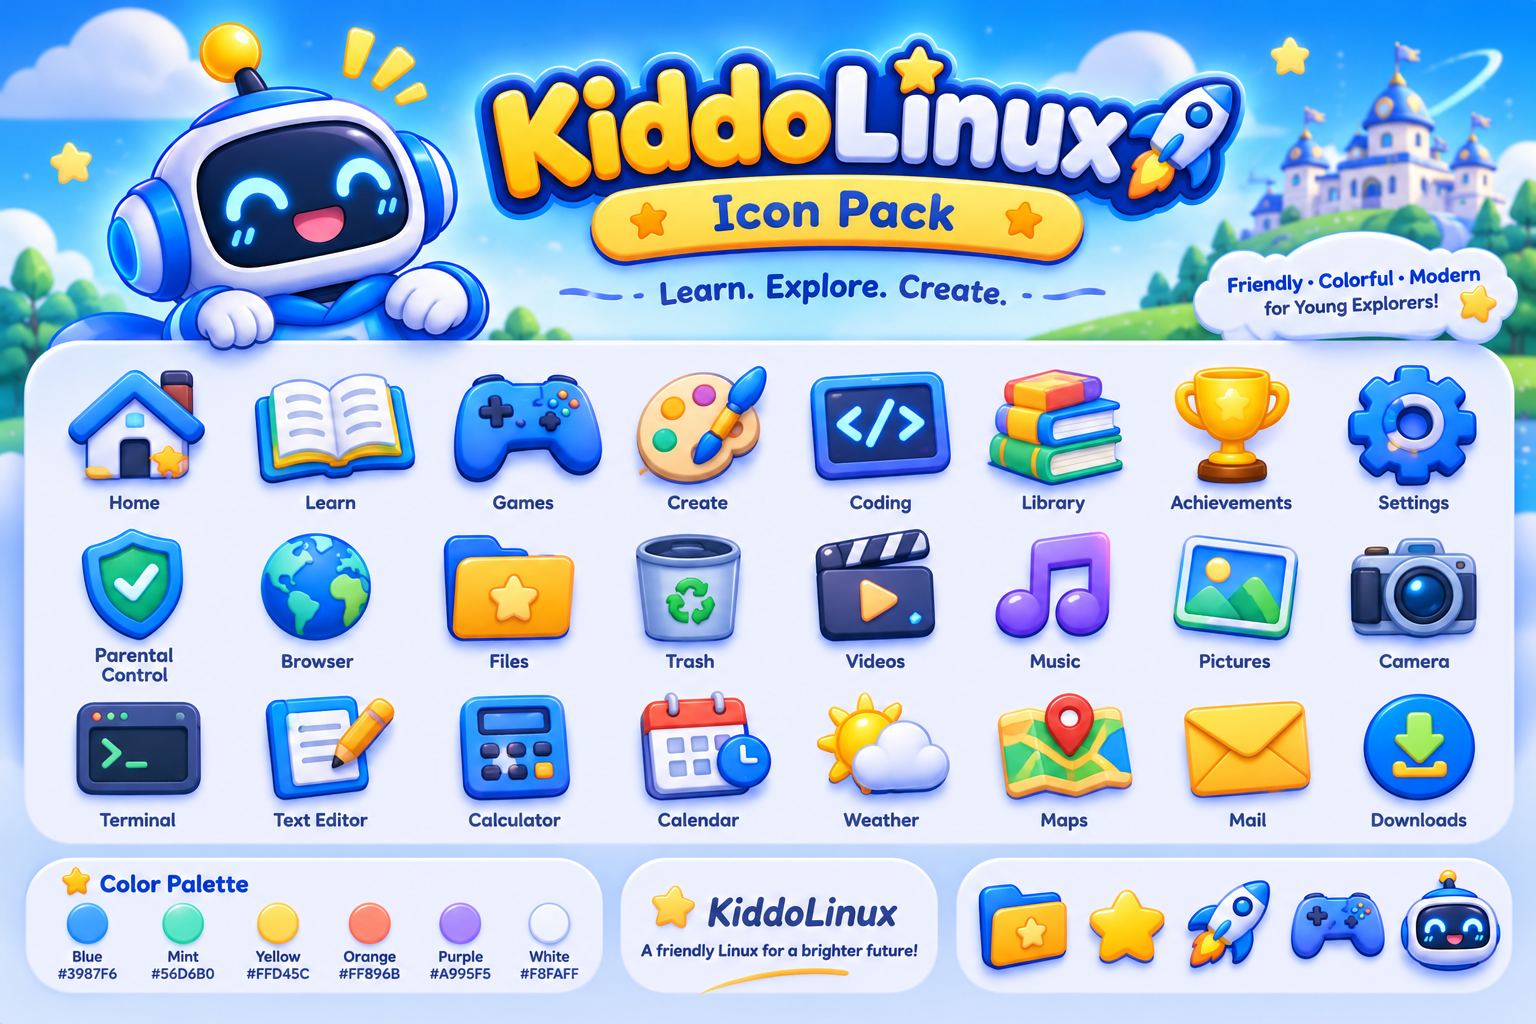 KiddoLinux
Icon Pack
Learn. Explore. Create.
Friendly • Colorful • Modern
for Young Explorers!
Home
Learn
Games
Create
</>
Coding
Library
Achievements
Settings
Parental
Control
Browser
Files
Trash
Videos
Music
Pictures
Camera
>_
Terminal
Text Editor
Calculator
Calendar
Weather
Maps
Mail
Downloads
Color Palette
Blue
#3987F6
Mint
#56D6B0
Yellow
#FFD45C
Orange
#FF896B
Purple
#A995F5
White
#F8FAFF
KiddoLinux
A friendly Linux for a brighter future!